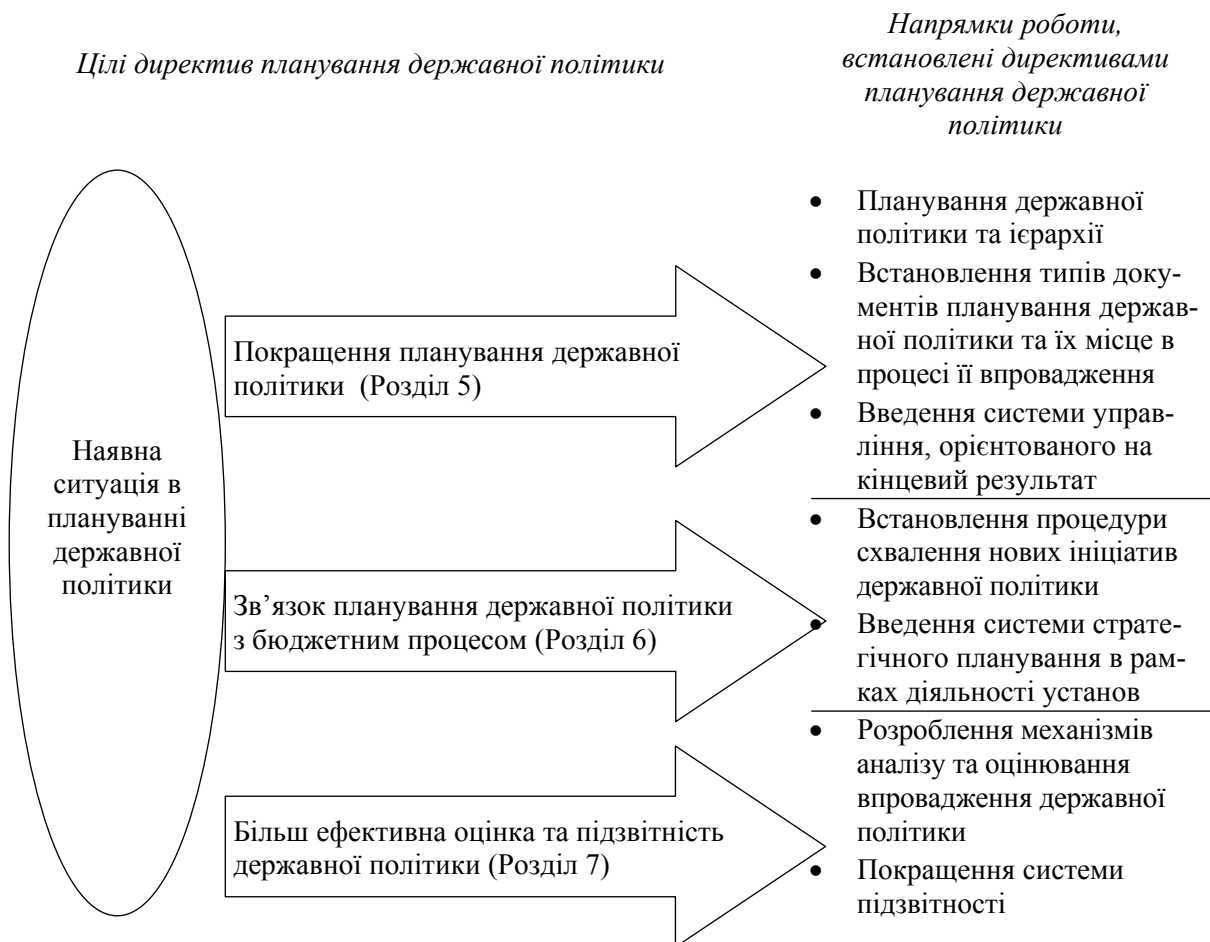 Цілі директив планування державної політики
Напрямки роботи,
встановлені директивами
планування державної
політики
Наявна
ситуація в
плануванні
державної
політики
Покращення планування державної
політики (Розділ 5)
• Планування державної
політики та ієрархії
• Встановлення типів доку-
ментів планування держав-
ної політики та їх місце в
процесі її впровадження
• Введення системи управ-
ління, орієнтованого на
кінцевий результат
Зв’язок планування державної політики
з бюджетним процесом (Розділ 6)
• Встановлення процедури
схвалення нових ініціатив
державної політики
• Введення системи страте-
гічного планування в рам-
ках діяльності установ
Більш ефективна оцінка та підзвітність
державної політики (Розділ 7)
• Розроблення механізмів
аналізу та оцінювання
впровадження державної
політики
• Покращення системи
підзвітності